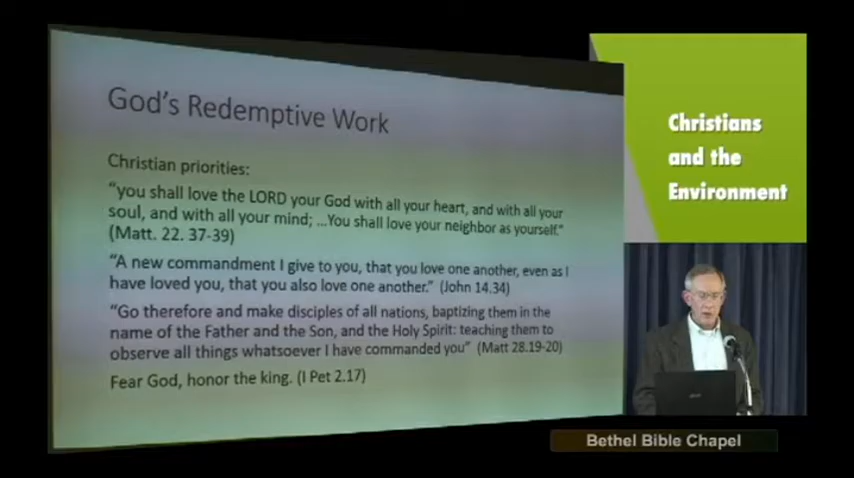 God's Redemptive Work
Christian priorities:
"you shall love the LORD your God with all your heart, and with all your
soul, and with all your mind; ...You shall love your neighbor as yourself."
(Matt. 22. 37-39)
"A new commandment I give to you, that you love one another, even as I
have loved you, that you also love one another." (John 14.34)
"Go therefore and make disciples of all nations, baptizing them in the
name of the Father and the Son, and the Holy Spirit: teaching them to
observe all things whatsoever I have commanded you" (Matt 28.19-20)
Fear God, honor the king. (I Pet 2.17)
Christians
and the
Environment
Bethel Bible Chapel